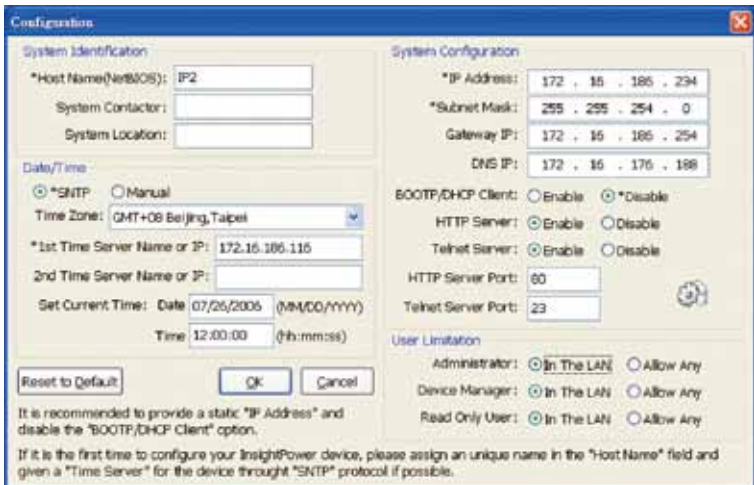 Configuration
System Identification
*Host Name(NetBIOS): IP2
System Contactor:
System Location:
Date/Time
*SNTP Manual
Time Zone: GMT+08 Beijing,Taipei
*1st Time Server Name or IP: 172.16.186.116
2nd Time Server Name or IP:
Set Current Time: Date 07/26/2006 (MM/DD/YYYY)
Time 12:00:00 (hh:mm:ss)
Reset to Default OK Cancel
It is recommended to provide a static "IP Address" and
disable the "BOOTP/DHCP Client" option.
System Configuration
*IP Address: 172 . 16 . 186 . 234
*Subnet Mask: 255 . 255 . 254 . 0
Gateway IP: 172 . 16 . 186 . 254
DNS IP: 172 . 16 . 176 . 188
BOOTP/DHCP Client: Enable *Disable
HTTP Server: Enable Disable
Telnet Server: Enable Disable
HTTP Server Port: 80
Telnet Server Port: 23
User Limitation
Administrator: In The LAN Allow Any
Device Manager: In The LAN Allow Any
Read Only User: In The LAN Allow Any
If it is the first time to configure your InsightPower device, please assign an unique name in the "Host Name" field and
given a "Time Server" for the device throught "SNTP" protocol if possible.